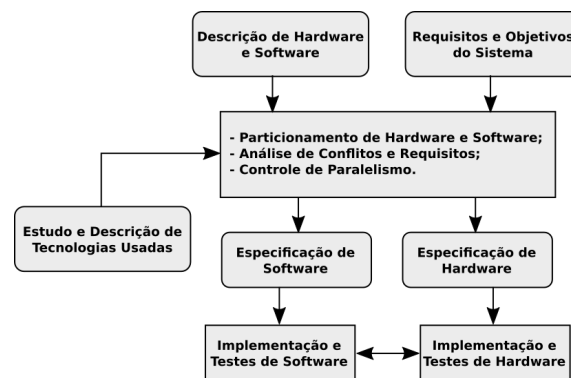 Descrição de Hardware
e Software
Requisitos e Objetivos
do Sistema
- Particionamento de Hardware e Software;
- Análise de Conflitos e Requisitos;
- Controle de Paralelismo.
Estudo e Descrição de
Tecnologias Usadas
Especificação de
Software
Especificação de
Hardware
Implementação e
Testes de Software
Implementação e
Testes de Hardware